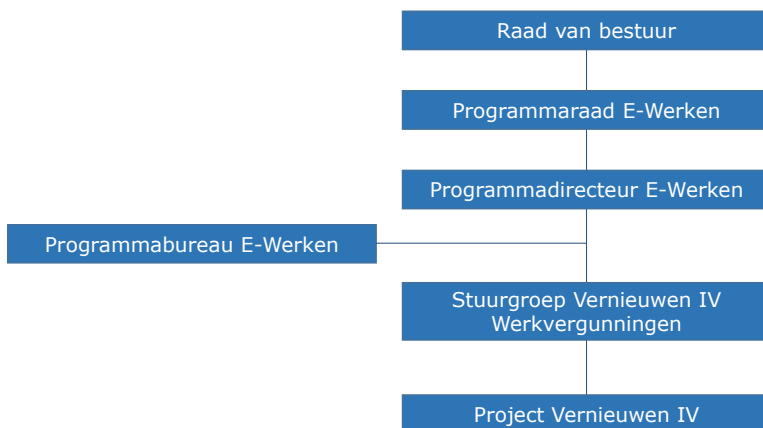 Raad van bestuur
Programmaraad E-Werken
Programmadirecteur E-Werken
Programmabureau E-Werken
Stuurgroep Vernieuwen IV
Werkvergunningen
Project Vernieuwen IV